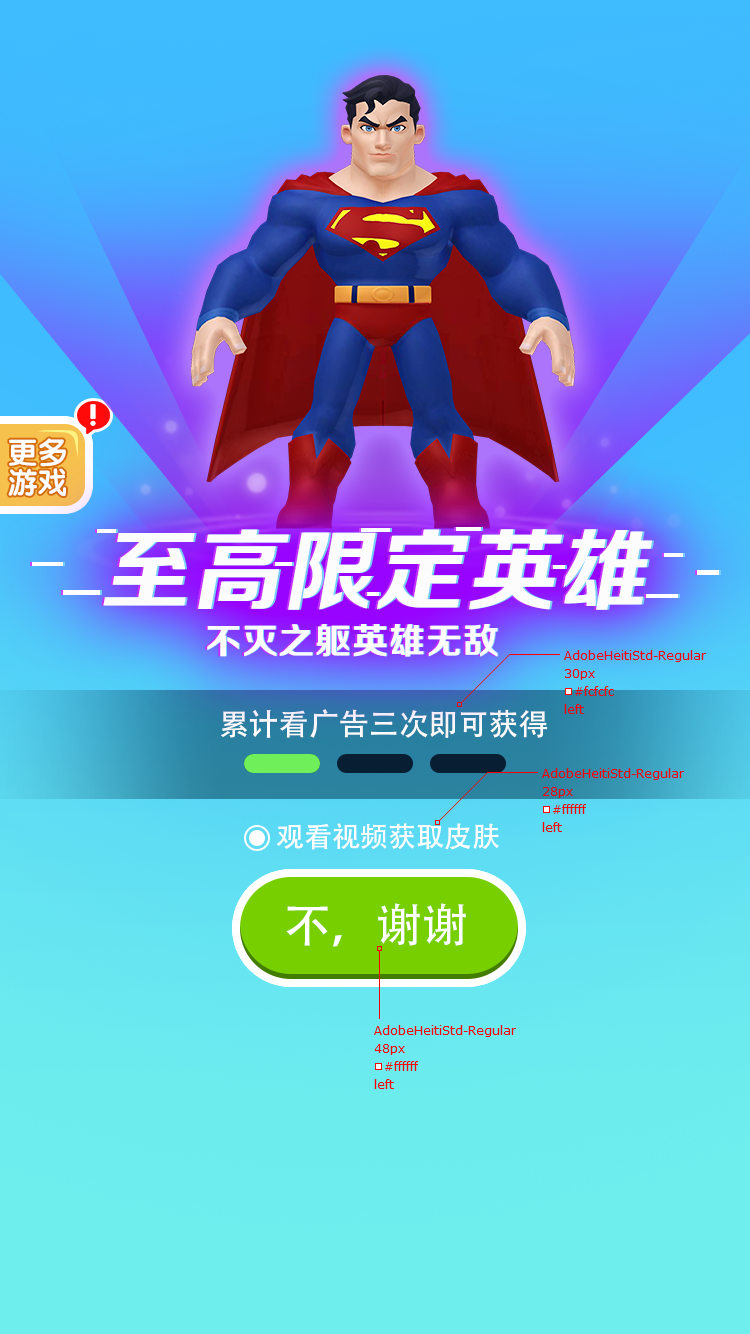 更多
游戏
至高限定英雄
不灭之躯英雄无敌
AdobeHeitiStd-Regular
30px
#fcfcfc
left
累计看广告三次即可获得
AdobeHeitiStd-Regular
28px
#ffffff
left
观看视频获取皮肤
不，谢谢
AdobeHeitiStd-Regular
48px
#ffffff
left